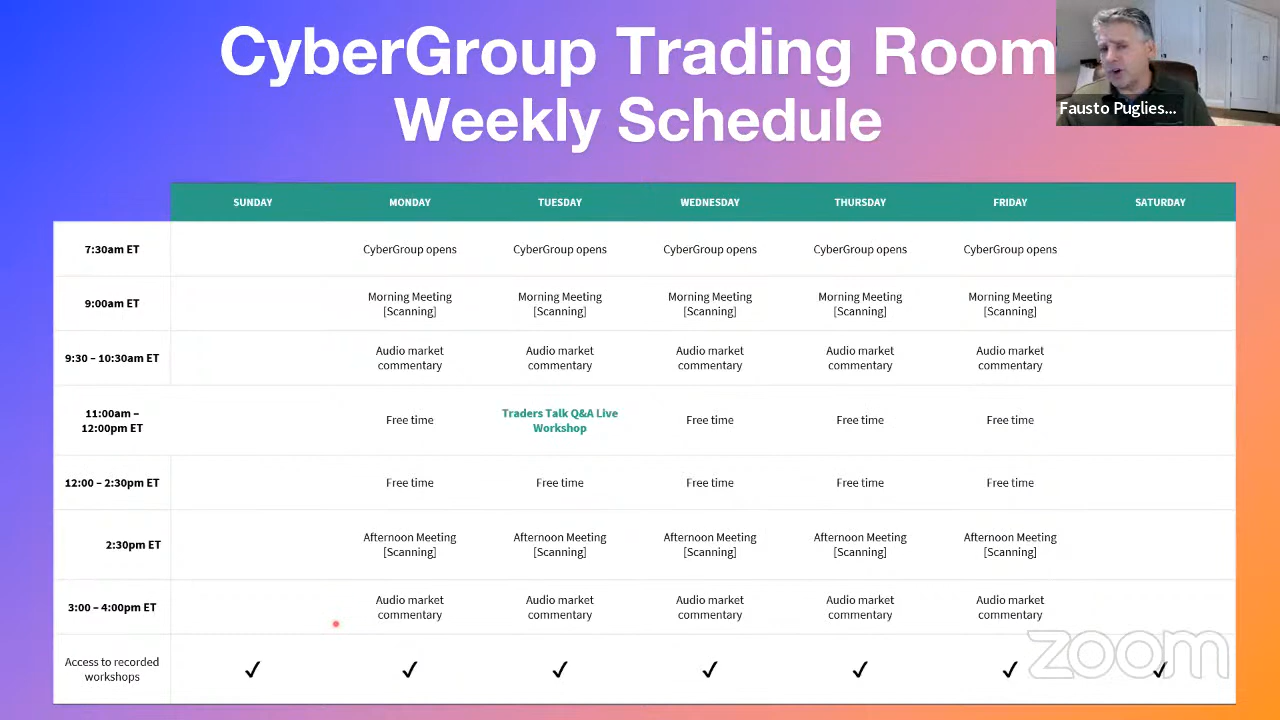 CyberGroup Trading Room
Weekly Schedule
Fausto Puglies...
SUNDAY MONDAY TUESDAY WEDNESDAY THURSDAY FRIDAY SATURDAY
7:30am ET CyberGroup opens CyberGroup opens CyberGroup opens CyberGroup opens CyberGroup opens
9:00am ET Morning Meeting [Scanning] Morning Meeting [Scanning] Morning Meeting [Scanning] Morning Meeting [Scanning] Morning Meeting [Scanning]
9:30 – 10:30am ET Audio market commentary Audio market commentary Audio market commentary Audio market commentary Audio market commentary
11:00am – 12:00pm ET Free time Traders Talk Q&A Live Workshop Free time Free time Free time
12:00 – 2:30pm ET Free time Free time Free time Free time Free time
2:30pm ET Afternoon Meeting [Scanning] Afternoon Meeting [Scanning] Afternoon Meeting [Scanning] Afternoon Meeting [Scanning] Afternoon Meeting [Scanning]
3:00 – 4:00pm ET Audio market commentary Audio market commentary Audio market commentary Audio market commentary Audio market commentary
Access to recorded workshops ✓ ✓ ✓ ✓ ✓ ✓ ✓
zoom